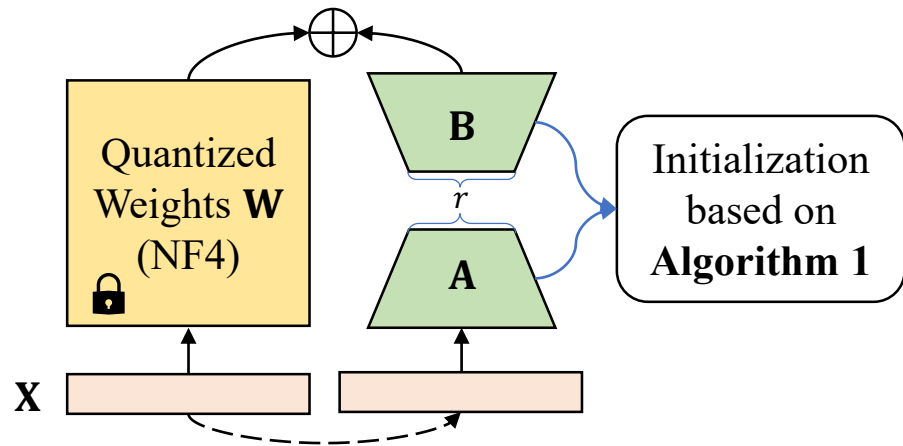 Quantized
Weights W
(NF4)
B
r
A
Initialization
based on
Algorithm 1
X